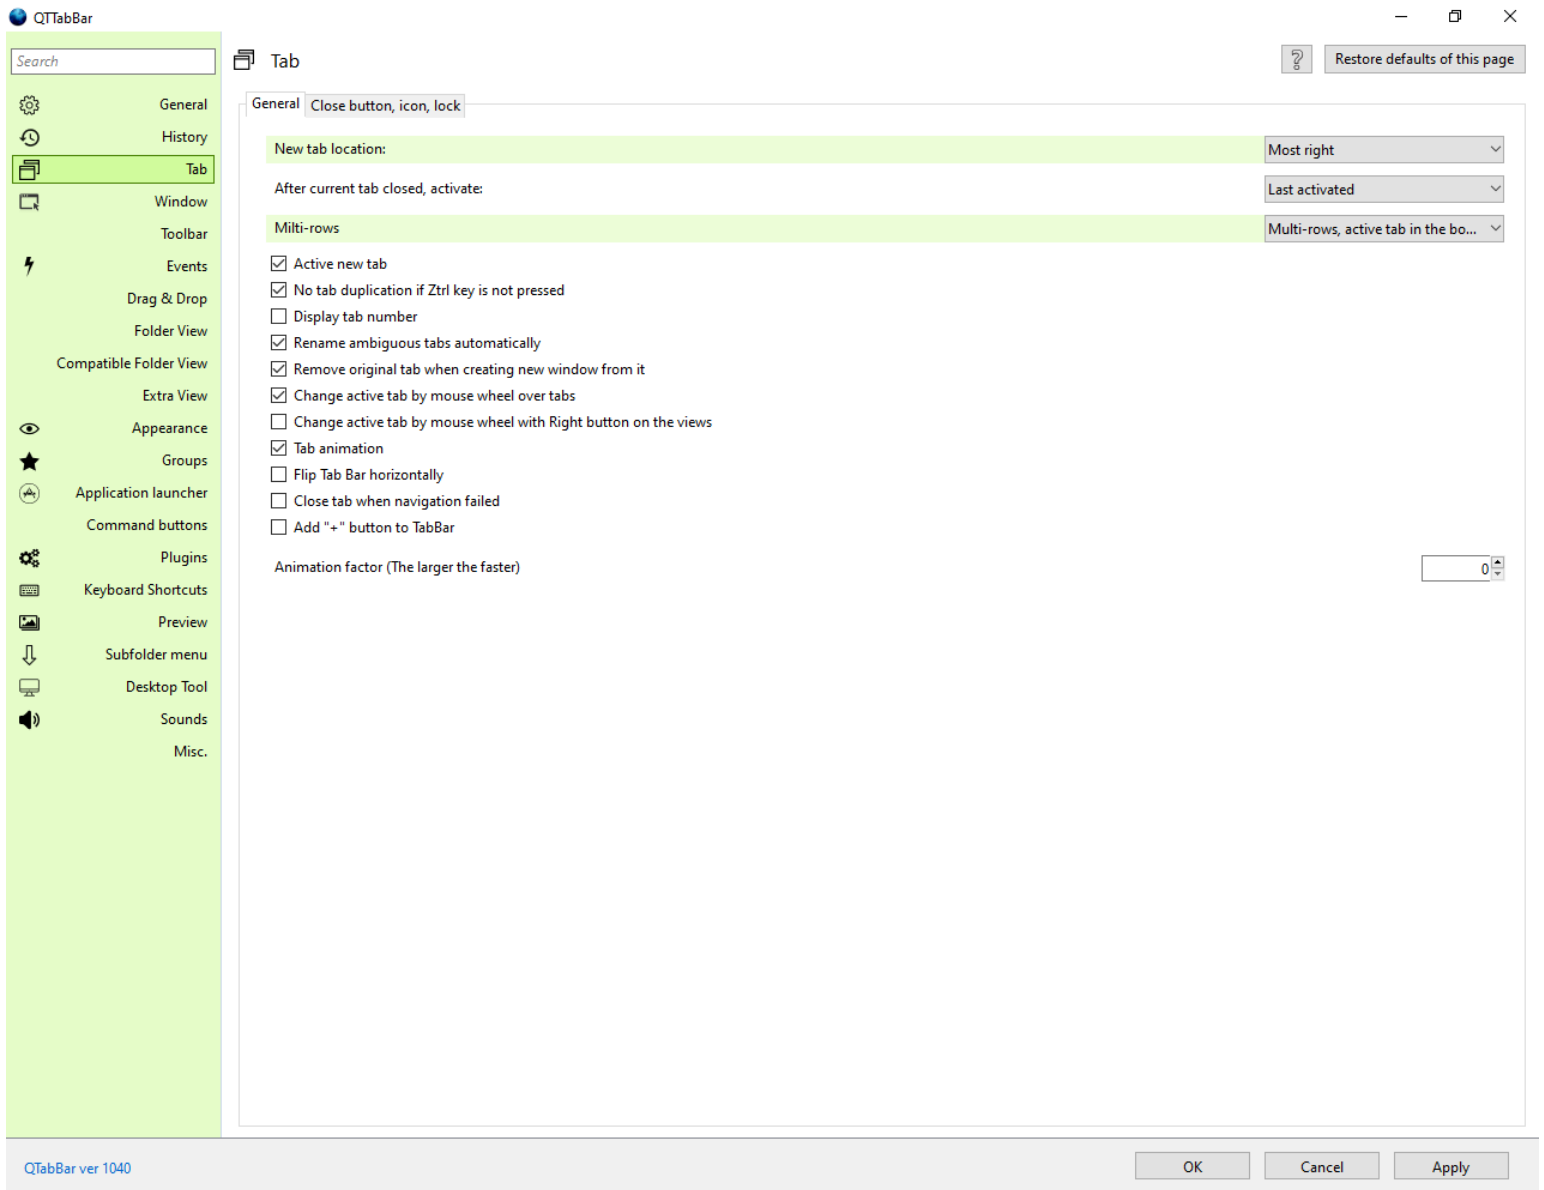 QTTabBar
Search
General
History
Tab
Window
Toolbar
Events
Drag & Drop
Folder View
Compatible Folder View
Extra View
Appearance
Groups
Application launcher
Command buttons
Plugins
Keyboard Shortcuts
Preview
Subfolder menu
Desktop Tool
Sounds
Misc.
Tab
?
Restore defaults of this page
General
Close button, icon, lock
New tab location:
Most right
After current tab closed, activate:
Last activated
Milti-rows
Multi-rows, active tab in the bo...
Active new tab
No tab duplication if Ztrl key is not pressed
Display tab number
Rename ambiguous tabs automatically
Remove original tab when creating new window from it
Change active tab by mouse wheel over tabs
Change active tab by mouse wheel with Right button on the views
Tab animation
Flip Tab Bar horizontally
Close tab when navigation failed
Add "+" button to TabBar
Animation factor (The larger the faster)
0
QTabBar ver 1040
OK
Cancel
Apply